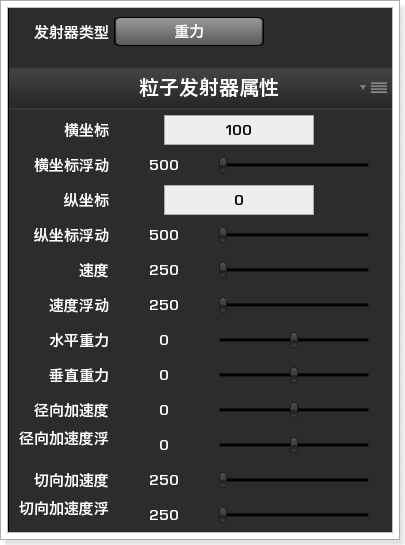 发射器类型 重力
粒子发射器属性
横坐标 100
横坐标浮动 500
纵坐标 0
纵坐标浮动 500
速度 250
速度浮动 250
水平重力 0
垂直重力 0
径向加速度 0
径向加速度浮 0
切向加速度 250
切向加速度浮 250